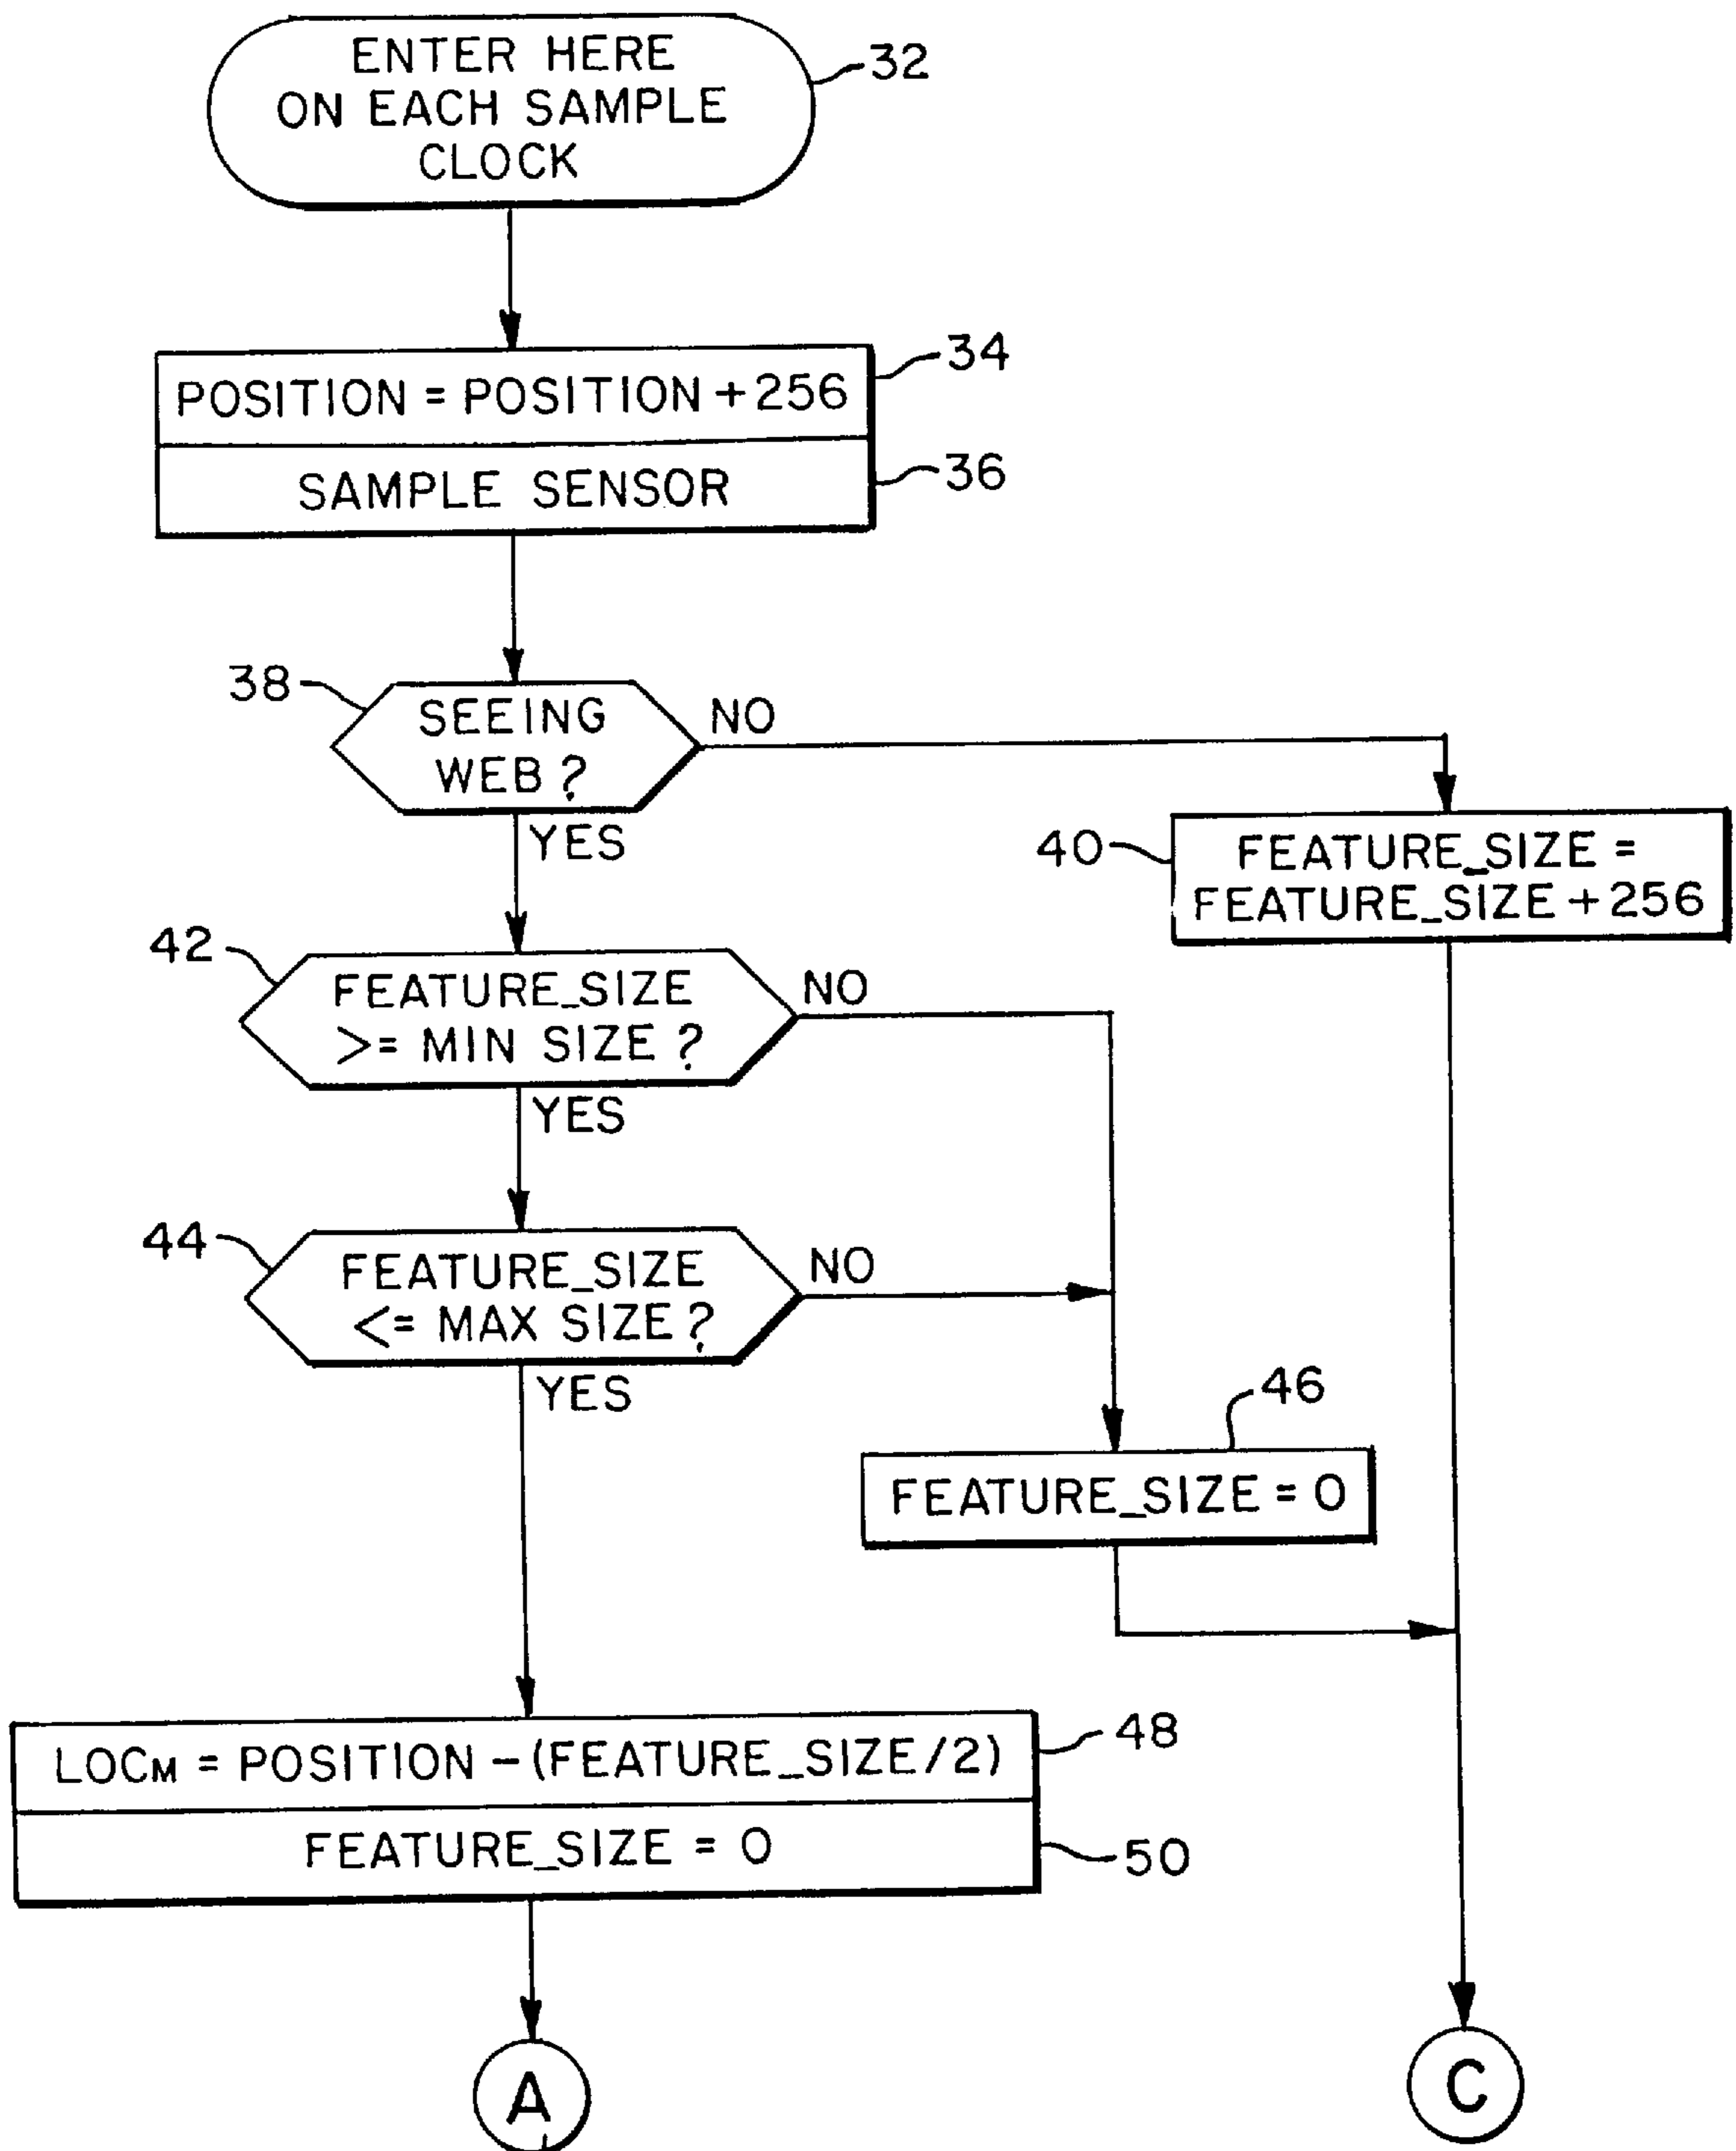 ENTER HERE
ON EACH SAMPLE
CLOCK
32
POSITION = POSITION + 256
34
SAMPLE SENSOR
36
38
SEEING
WEB ?
NO
YES
40
FEATURE_SIZE =
FEATURE_SIZE + 256
42
FEATURE_SIZE
>= MIN SIZE ?
NO
YES
44
FEATURE_SIZE
<= MAX SIZE ?
NO
YES
46
FEATURE_SIZE = 0
LOCM = POSITION - (FEATURE_SIZE/2)
48
FEATURE_SIZE = 0
50
A
C